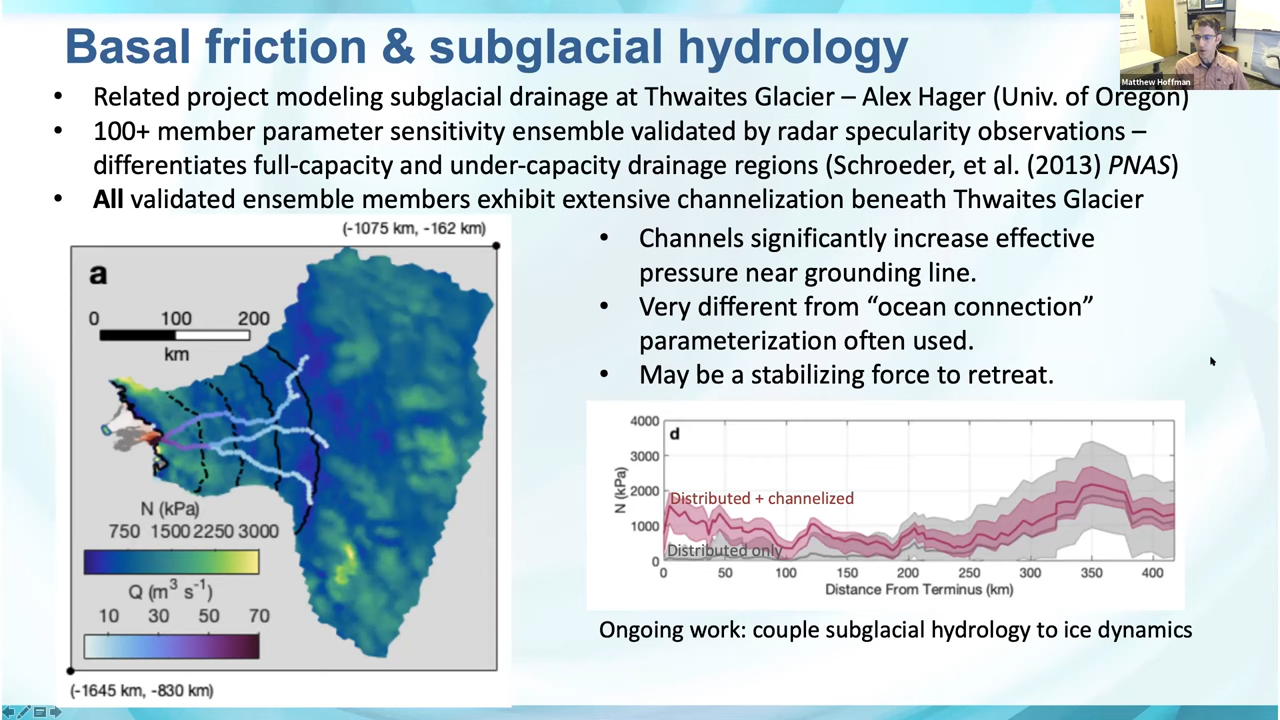 Basal friction & subglacial hydrology
Matthew Hoffman
• Related project modeling subglacial drainage at Thwaites Glacier – Alex Hager (Univ. of Oregon)
• 100+ member parameter sensitivity ensemble validated by radar specularity observations –
differentiates full-capacity and under-capacity drainage regions (Schroeder, et al. (2013) PNAS)
• All validated ensemble members exhibit extensive channelization beneath Thwaites Glacier
(-1075 km, -162 km)
a
0 100 200
km
N (kPa)
750 1500 2250 3000
Q (m³ s⁻¹)
10 30 50 70
(-1645 km, -830 km)
• Channels significantly increase effective
pressure near grounding line.
• Very different from “ocean connection”
parameterization often used.
• May be a stabilizing force to retreat.
d
4000
3000
2000
1000
0
N (kPa)
Distributed + channelized
Distributed only
0 50 100 150 200 250 300 350 400
Distance From Terminus (km)
Ongoing work: couple subglacial hydrology to ice dynamics